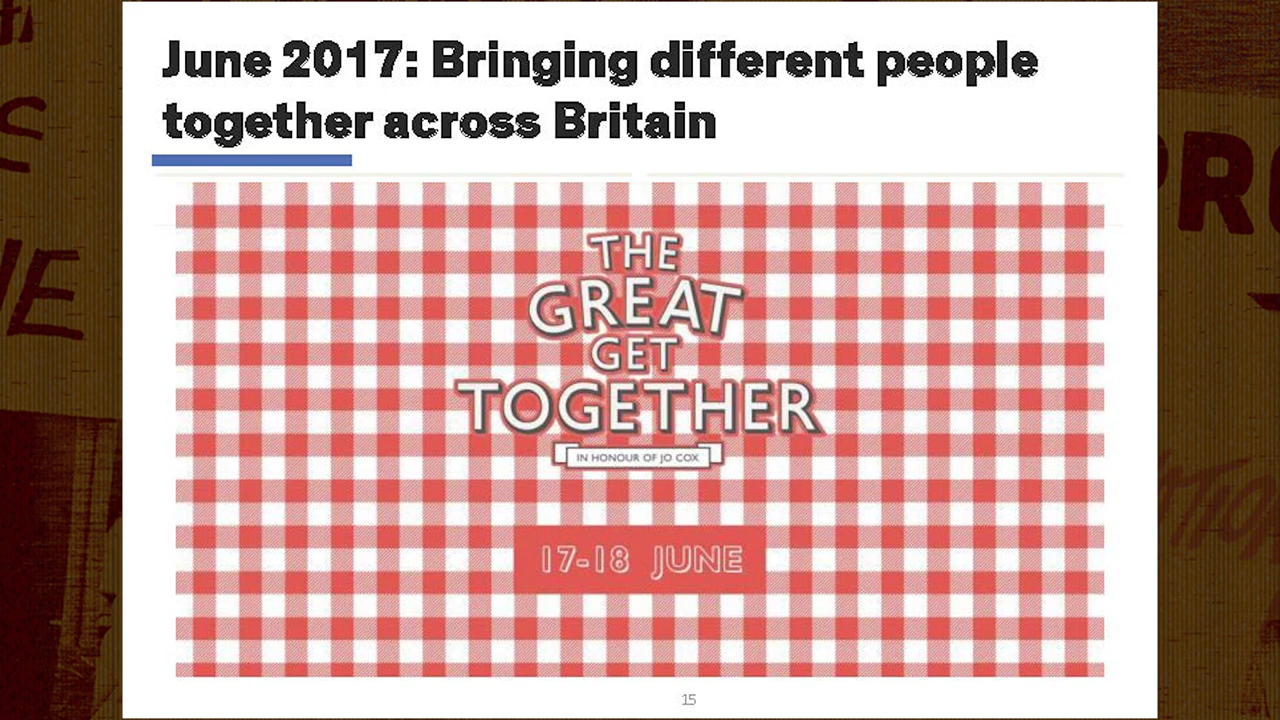 June 2017: Bringing different people
together across Britain
THE
GREAT
GET
TOGETHER
IN HONOUR OF JO COX
17-18 JUNE
15